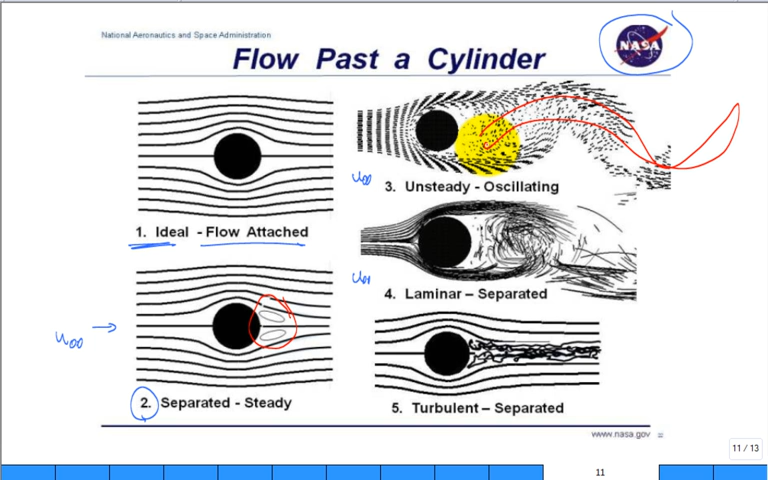 National Aeronautics and Space Administration
NASA
Flow Past a Cylinder
1. Ideal - Flow Attached
U∞
3. Unsteady - Oscillating
U∞
4. Laminar – Separated
U∞
2. Separated - Steady
5. Turbulent – Separated
www.nasa.gov
11 / 13
11